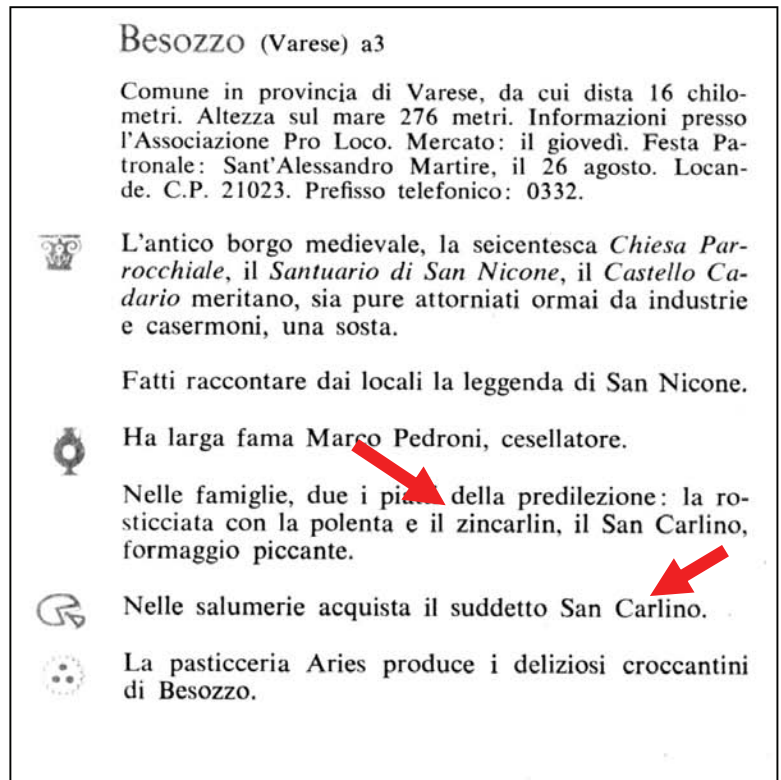 Besozzo (Varese) a3
Comune in provincia di Varese, da cui dista 16 chilo-
metri. Altezza sul mare 276 metri. Informazioni presso
l'Associazione Pro Loco. Mercato: il giovedì. Festa Pa-
tronale: Sant'Alessandro Martire, il 26 agosto. Locan-
de. C.P. 21023. Prefisso telefonico: 0332.
L'antico borgo medievale, la seicentesca Chiesa Par-
rocchiale, il Santuario di San Nicone, il Castello Ca-
dario meritano, sia pure attorniati ormai da industrie
e casermoni, una sosta.
Fatti raccontare dai locali la leggenda di San Nicone.
Ha larga fama Marco Pedroni, cesellatore.
Nelle famiglie, due i piatti della predilezione: la ro-
sticciata con la polenta e il zincarlin, il San Carlino,
formaggio piccante.
Nelle salumerie acquista il suddetto San Carlino.
La pasticceria Aries produce i deliziosi croccantini
di Besozzo.